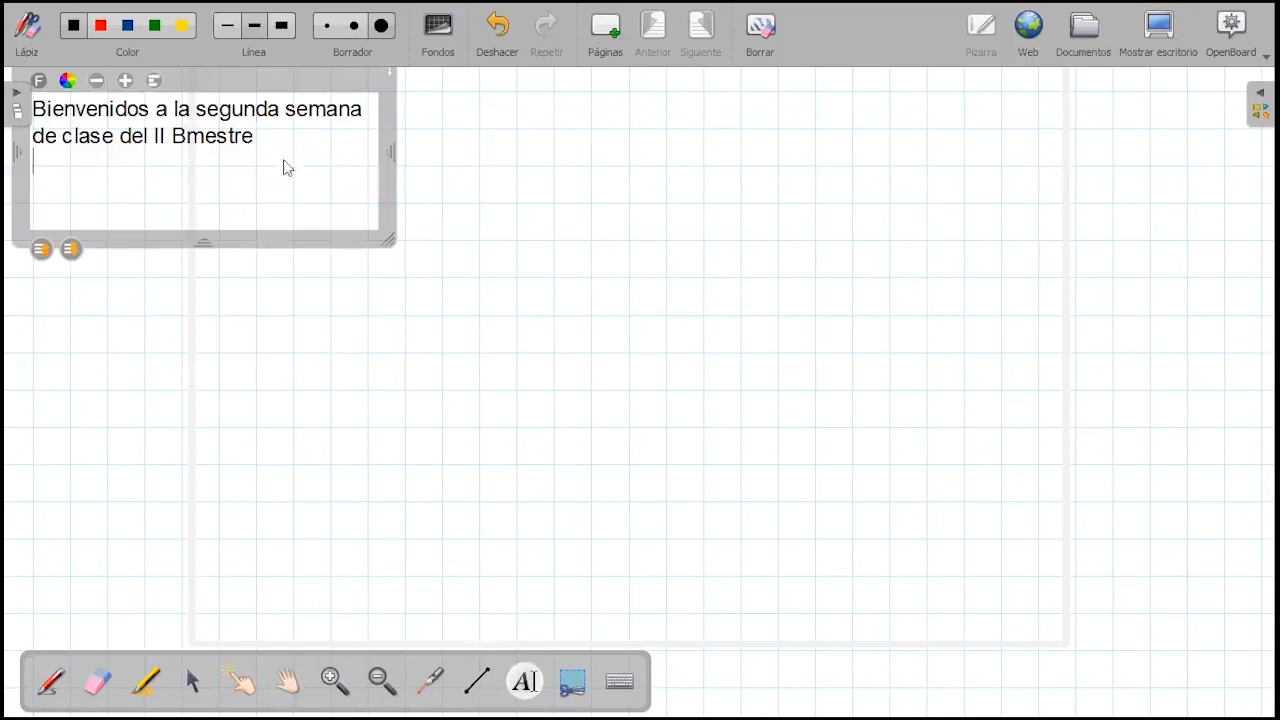 Lápiz
Color
Línea
Borrador
Fondos
Deshacer
Repetir
Páginas
Anterior
Siguiente
Borrar
Pizarra
Web
Documentos
Mostrar escritorio
OpenBoard
F
Bienvenidos a la segunda semana
de clase del II Bmestre
AI